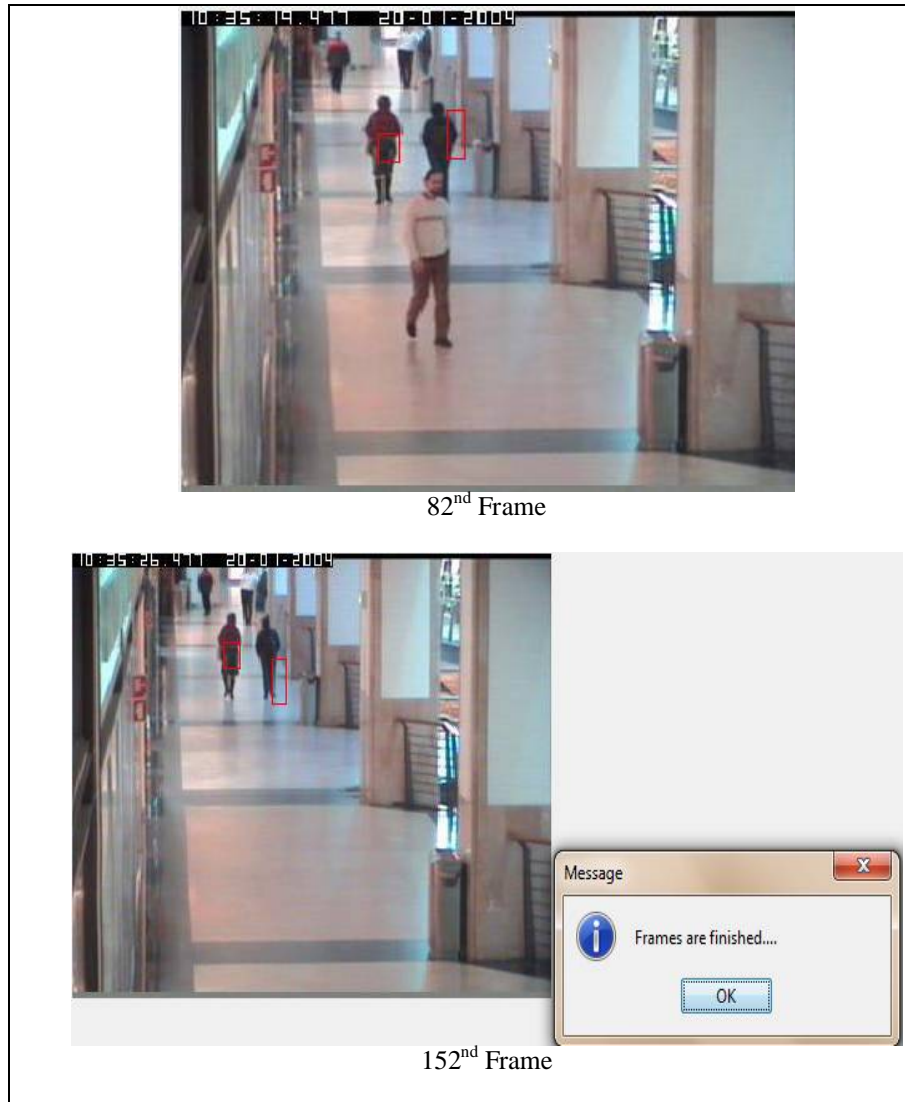 10:35:19.477 20-01-2004
82nd Frame
10:35:26.477 20-01-2004
Message
X
Frames are finished....
OK
152nd Frame